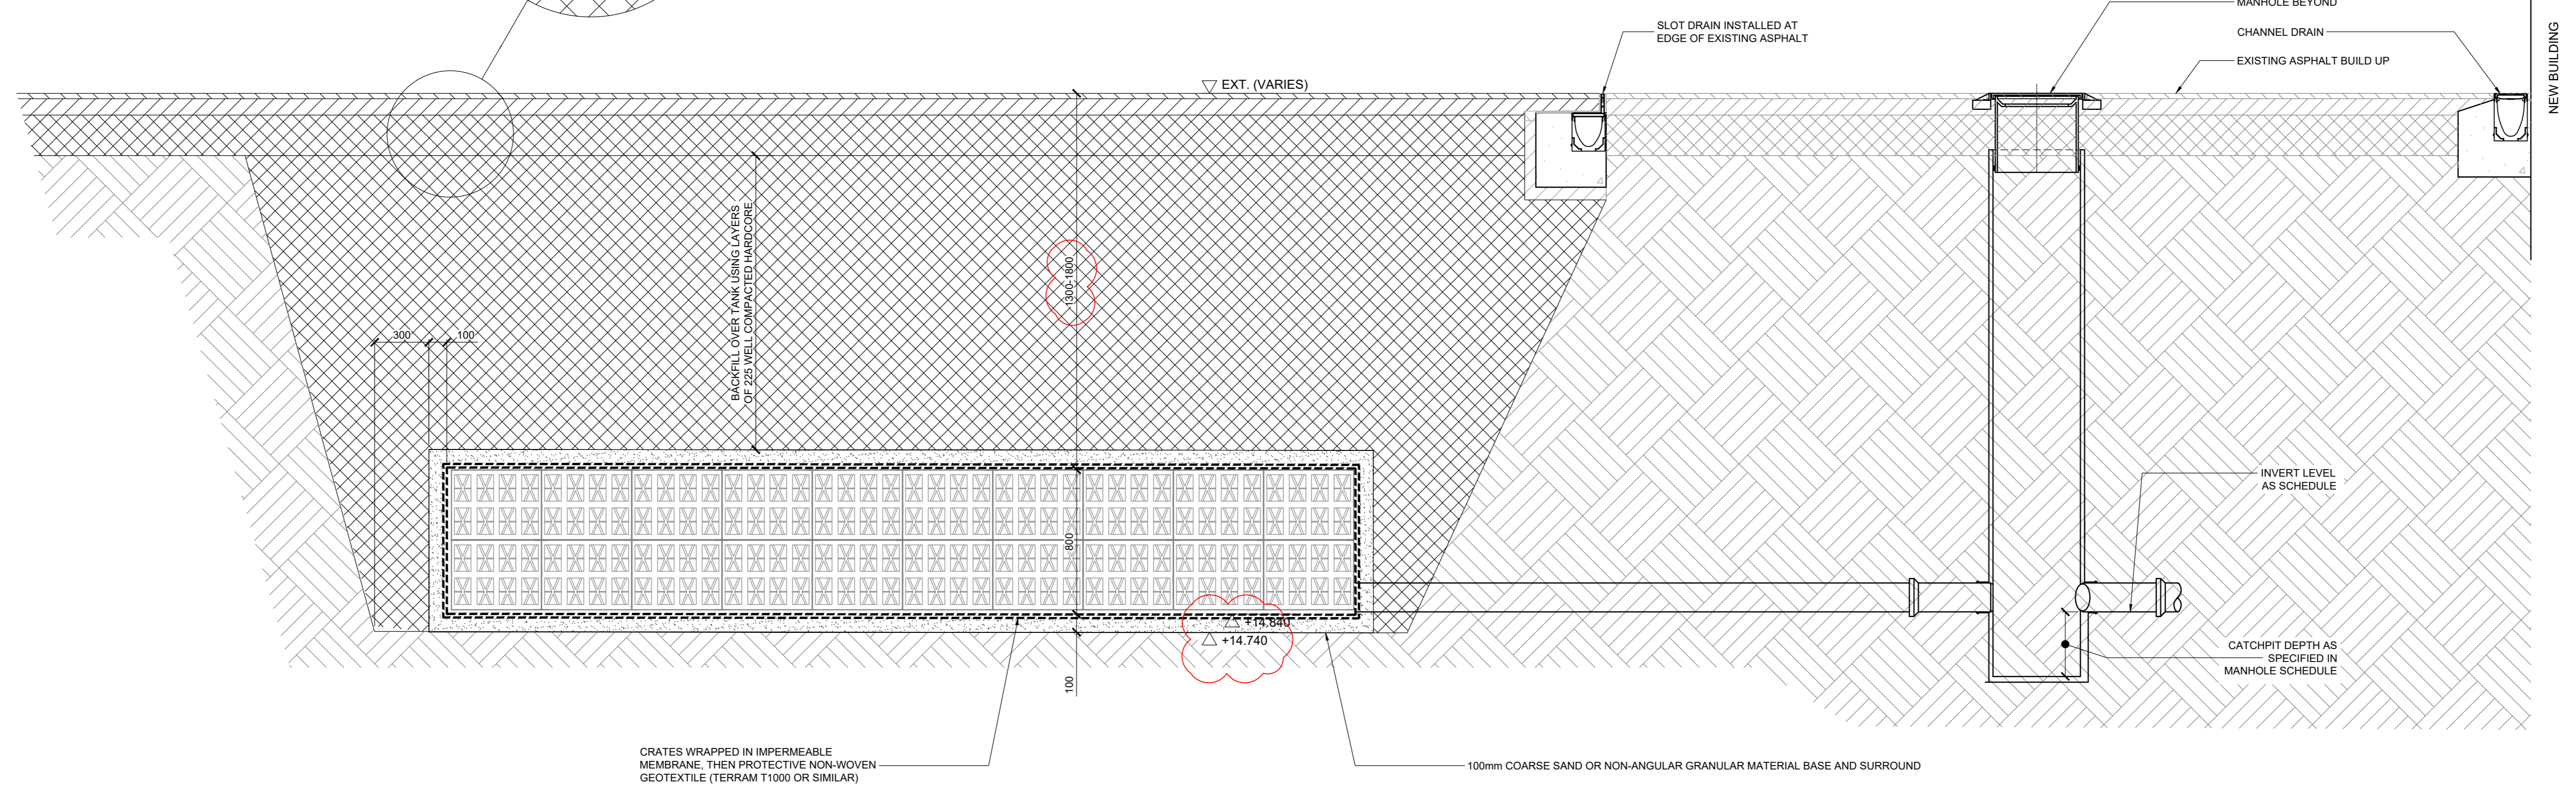 MANHOLE BEYOND
SLOT DRAIN INSTALLED AT
EDGE OF EXISTING ASPHALT
CHANNEL DRAIN
EXISTING ASPHALT BUILD UP
NEW BUILDING
EXT. (VARIES)
BACKFILL OVER TANK USING LAYERS
OF 225 WELL COMPACTED HARDCORE
1300-1800
300
100
800
INVERT LEVEL
AS SCHEDULE
+14.840
+14.740
100
CATCHPIT DEPTH AS
SPECIFIED IN
MANHOLE SCHEDULE
CRATES WRAPPED IN IMPERMEABLE
MEMBRANE, THEN PROTECTIVE NON-WOVEN
GEOTEXTILE (TERRAM T1000 OR SIMILAR)
100mm COARSE SAND OR NON-ANGULAR GRANULAR MATERIAL BASE AND SURROUND